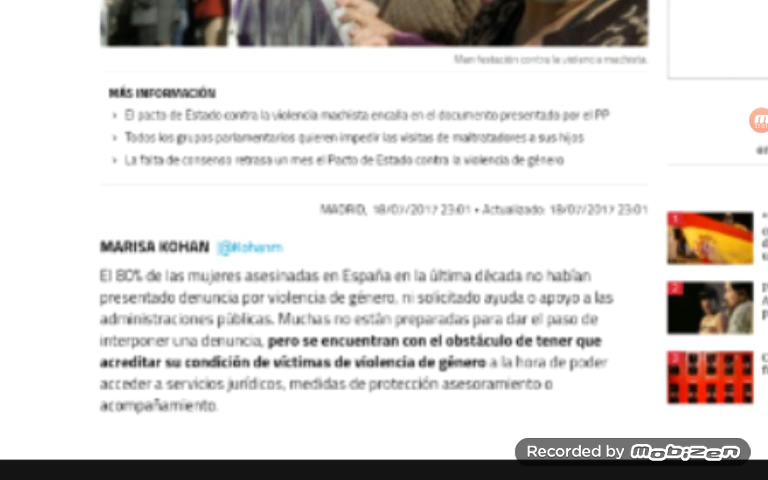 Manifestación contra la violencia machista.
MÁS INFORMACIÓN
› El pacto de Estado contra la violencia machista encalla en el documento presentado por el PP
› Todos los grupos parlamentarios quieren impedir las visitas de maltratadores a sus hijos
› La falta de consenso retrasa un mes el Pacto de Estado contra la violencia de género
MADRID, 18/07/2017 23:01 • Actualizado: 18/07/2017 23:01
MARISA KOHAN |@kohanm
El 80% de las mujeres asesinadas en España en la última década no habían
presentado denuncia por violencia de género, ni solicitado ayuda o apoyo a las
administraciones públicas. Muchas no están preparadas para dar el paso de
interponer una denuncia, pero se encuentran con el obstáculo de tener que
acreditar su condición de víctimas de violencia de género a la hora de poder
acceder a servicios jurídicos, medidas de protección asesoramiento o
acompañamiento.
1
2
3
Recorded by mobizen